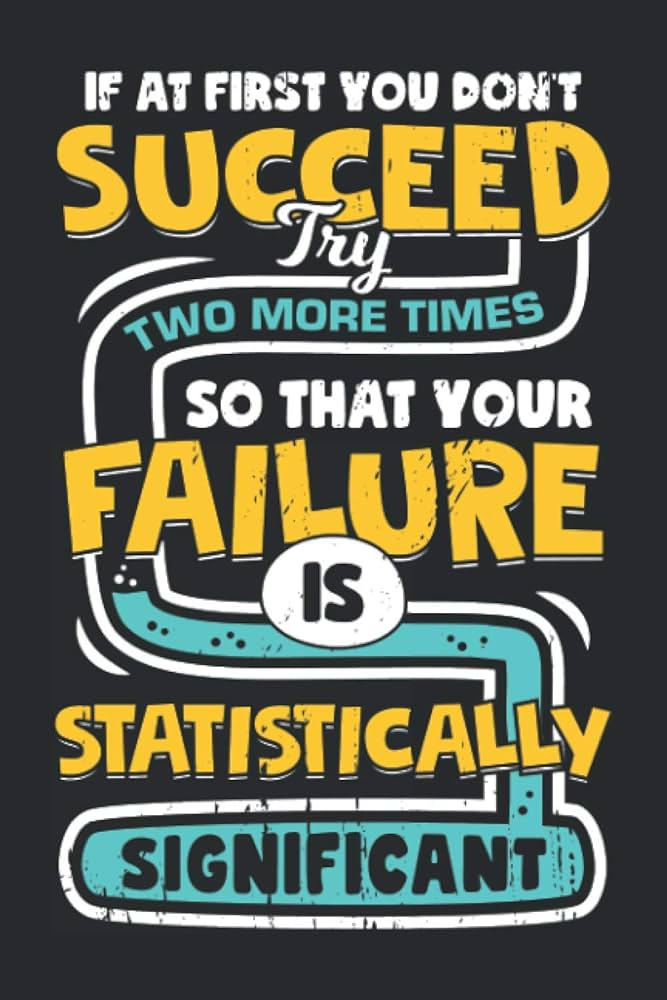 IF AT FIRST YOU DON'T
SUCCEED
Try
TWO MORE TIMES
SO THAT YOUR
FAILURE
IS
STATISTICALLY
SIGNIFICANT